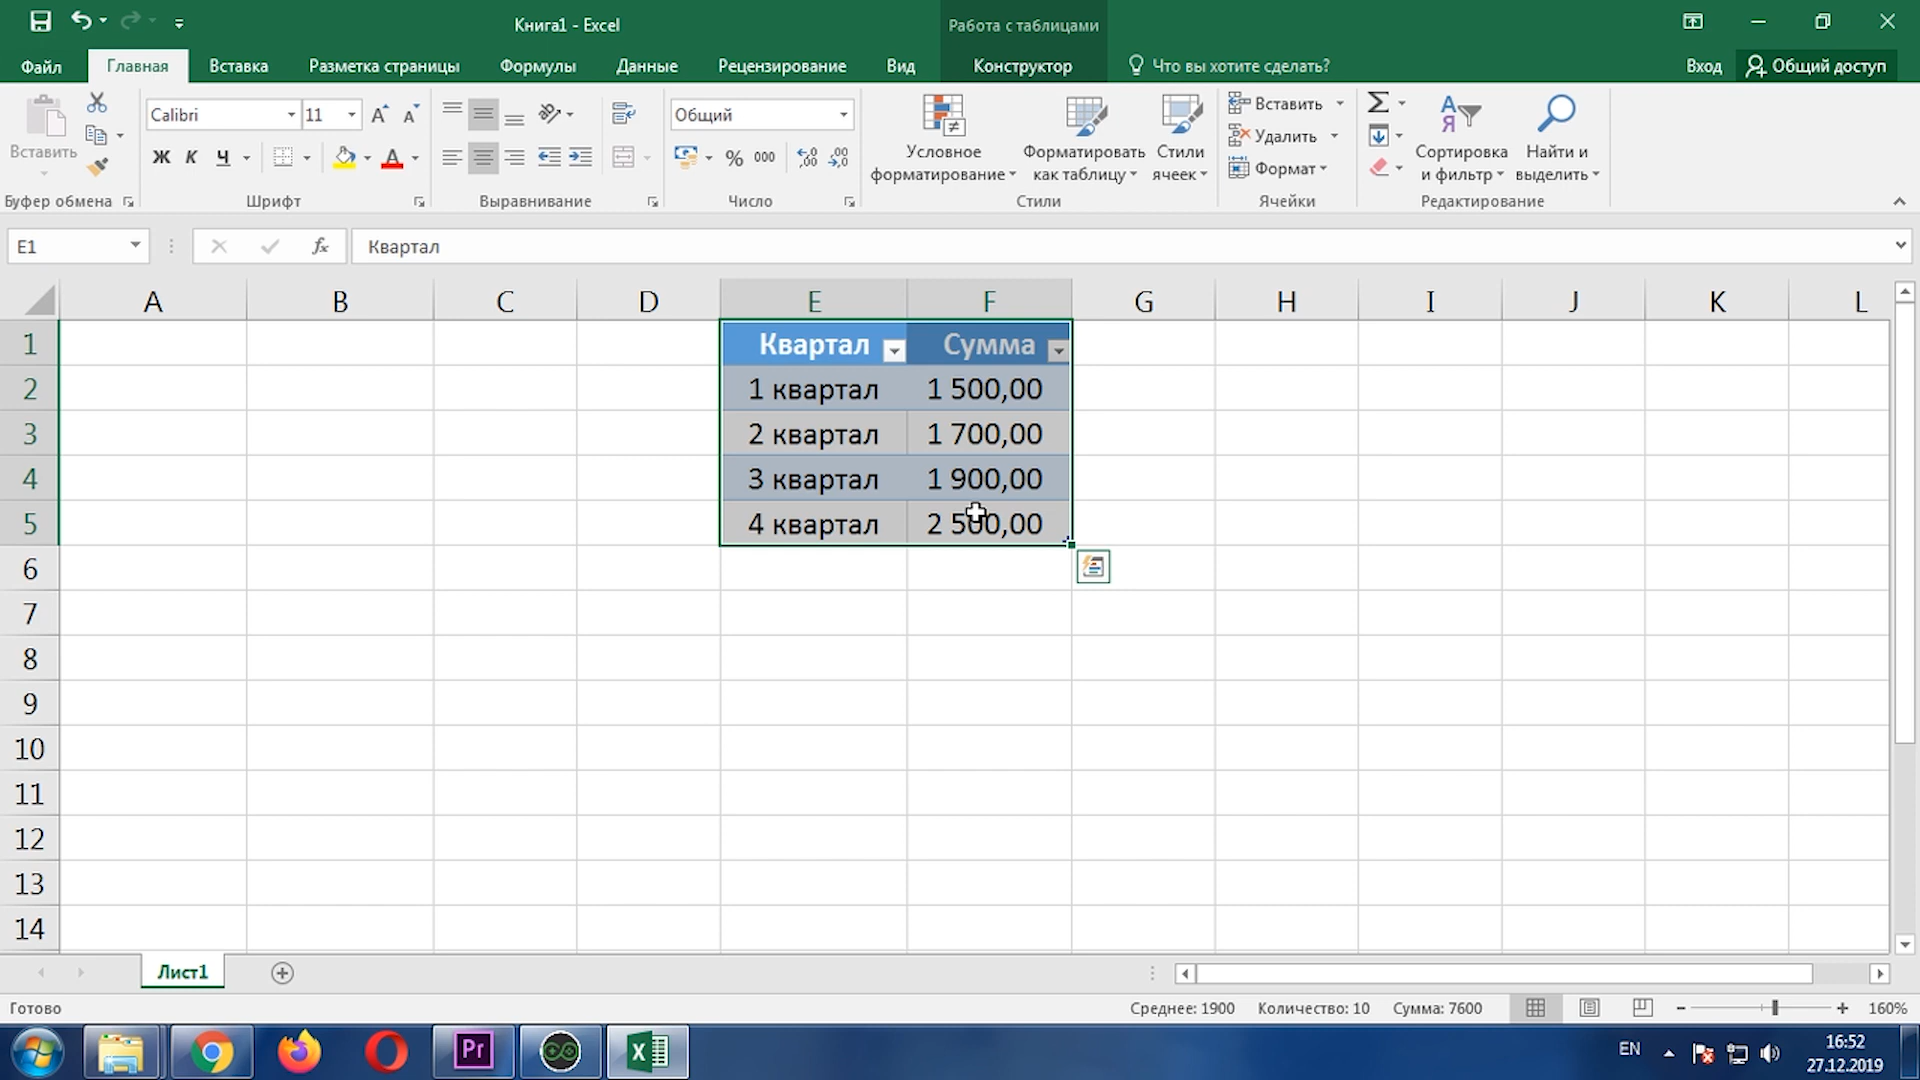 Книга1 - Excel
Работа с таблицами
Файл Главная Вставка Разметка страницы Формулы Данные Рецензирование Вид Конструктор Что вы хотите сделать? Вход Общий доступ
Вставить
Буфер обмена
Calibri 11
Ж К Ч А
Шрифт
Выравнивание
Общий
% 000
Число
Условное форматирование
Форматировать как таблицу
Стили ячеек
Стили
Вставить
Удалить
Формат
Ячейки
Сортировка и фильтр
Найти и выделить
Редактирование
E1 fx Квартал
A B C D E F G H I J K L
1 Квартал Сумма
2 1 квартал 1 500,00
3 2 квартал 1 700,00
4 3 квартал 1 900,00
5 4 квартал 2 500,00
6
7
8
9
10
11
12
13
14
Лист1
Готово Среднее: 1900 Количество: 10 Сумма: 7600 160%
Pr EN 16:52
27.12.2019